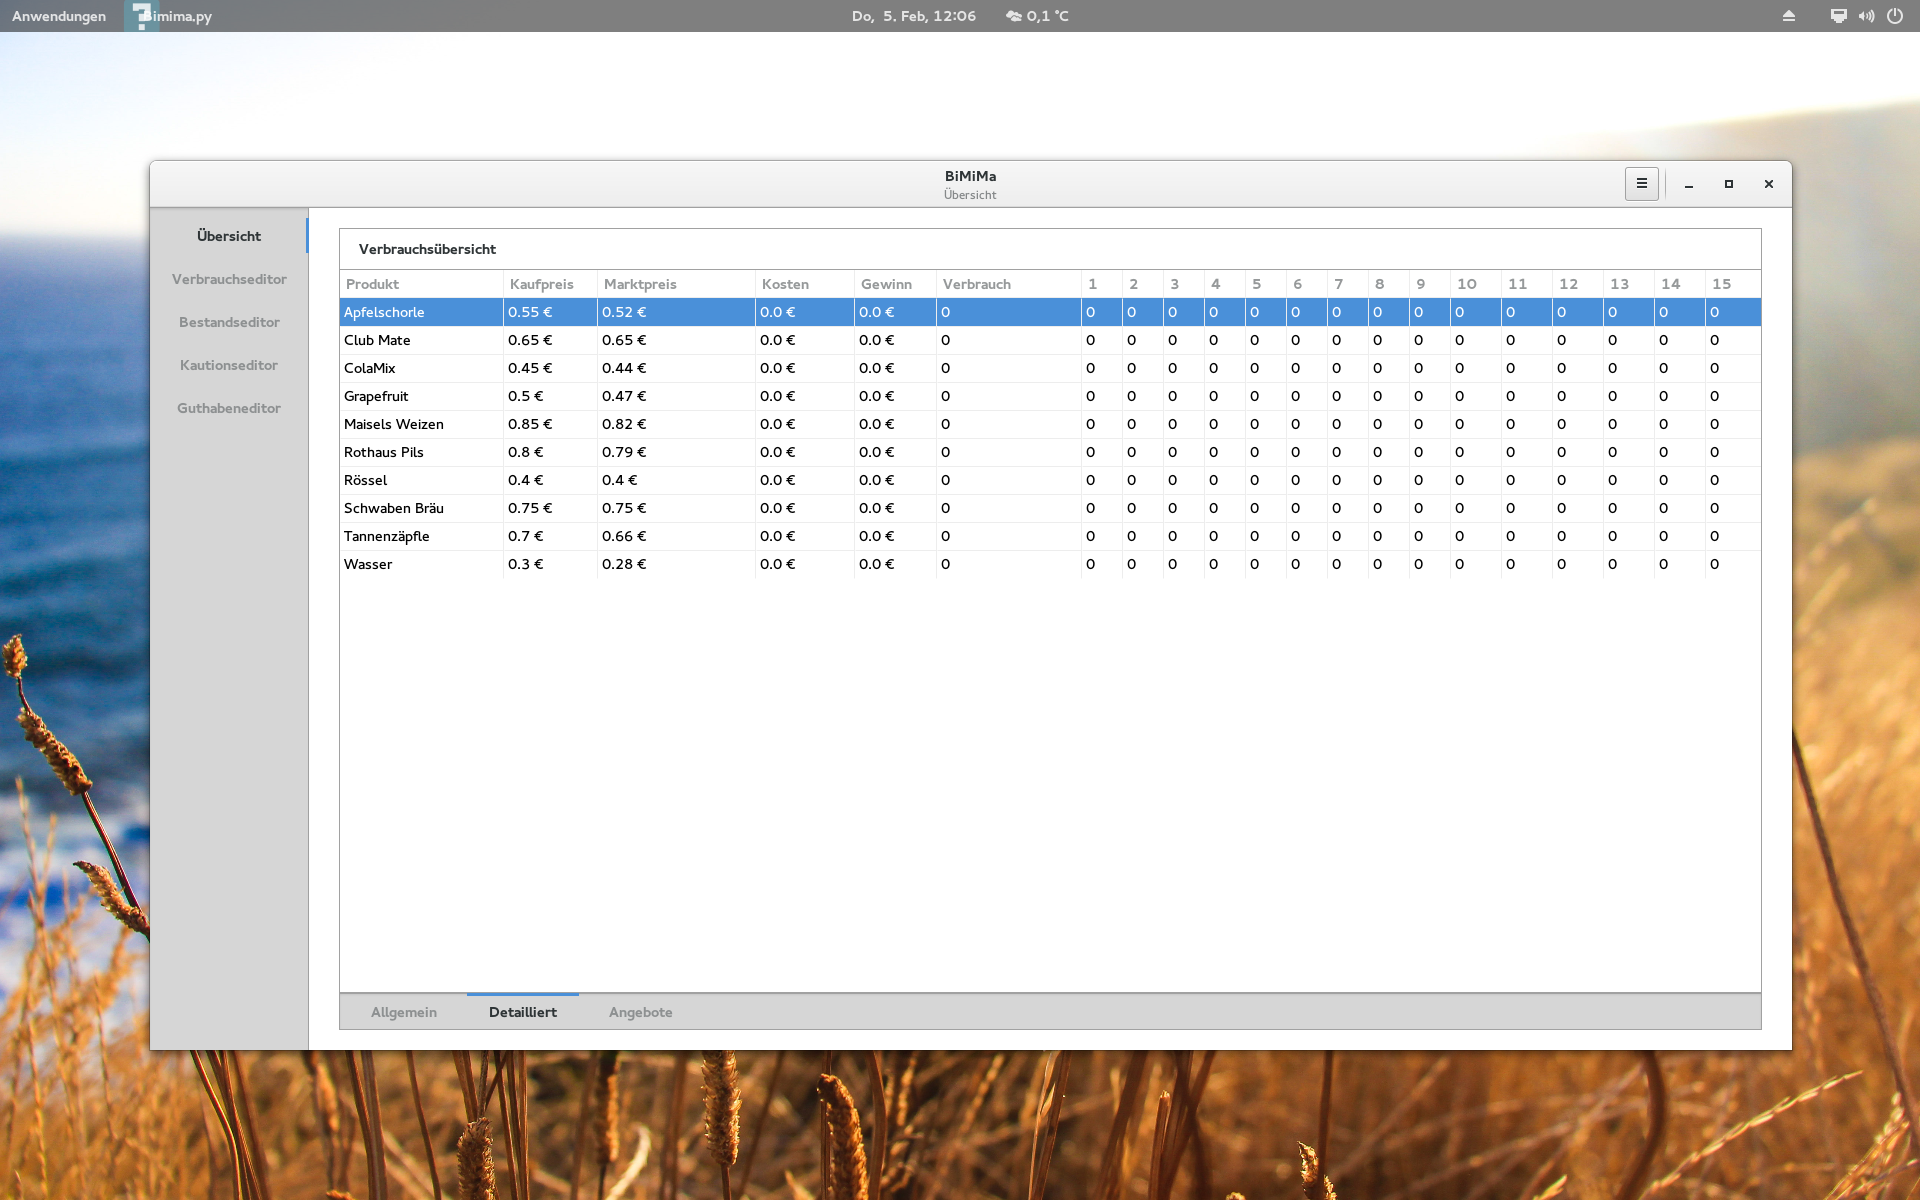 Anwendungen Bimima.py Do, 5. Feb, 12:06 0,1 °C
BiMiMa
Übersicht
Übersicht
Verbrauchseditor
Bestandseditor
Kautionseditor
Guthabeneditor
Verbrauchsübersicht
Produkt Kaufpreis Marktpreis Kosten Gewinn Verbrauch 1 2 3 4 5 6 7 8 9 10 11 12 13 14 15
Apfelschorle 0.55 € 0.52 € 0.0 € 0.0 € 0 0 0 0 0 0 0 0 0 0 0 0 0 0 0 0
Club Mate 0.65 € 0.65 € 0.0 € 0.0 € 0 0 0 0 0 0 0 0 0 0 0 0 0 0 0 0
ColaMix 0.45 € 0.44 € 0.0 € 0.0 € 0 0 0 0 0 0 0 0 0 0 0 0 0 0 0 0
Grapefruit 0.5 € 0.47 € 0.0 € 0.0 € 0 0 0 0 0 0 0 0 0 0 0 0 0 0 0 0
Maisels Weizen 0.85 € 0.82 € 0.0 € 0.0 € 0 0 0 0 0 0 0 0 0 0 0 0 0 0 0 0
Rothaus Pils 0.8 € 0.79 € 0.0 € 0.0 € 0 0 0 0 0 0 0 0 0 0 0 0 0 0 0 0
Rössel 0.4 € 0.4 € 0.0 € 0.0 € 0 0 0 0 0 0 0 0 0 0 0 0 0 0 0 0
Schwaben Bräu 0.75 € 0.75 € 0.0 € 0.0 € 0 0 0 0 0 0 0 0 0 0 0 0 0 0 0 0
Tannenzäpfle 0.7 € 0.66 € 0.0 € 0.0 € 0 0 0 0 0 0 0 0 0 0 0 0 0 0 0 0
Wasser 0.3 € 0.28 € 0.0 € 0.0 € 0 0 0 0 0 0 0 0 0 0 0 0 0 0 0 0
Allgemein Detailliert Angebote